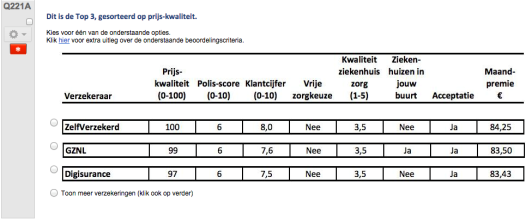 Q221A
Dit is de Top 3, gesorteerd op prijs-kwaliteit.
Kies voor één van de onderstaande opties.
Klik hier voor extra uitleg over de onderstaande beoordelingscriteria.
Verzekeraar Prijs-kwaliteit (0-100) Polis-score (0-10) Klantcijfer (0-10) Vrije zorgkeuze Kwaliteit ziekenhuis zorg (1-5) Zieken-huizen in jouw buurt Acceptatie Maand-premie €
ZelfVerzekerd 100 6 8,0 Nee 3,5 Nee Ja 84,25
GZNL 99 6 7,6 Nee 3,5 Ja Ja 83,50
Digisurance 97 6 7,5 Nee 3,5 Nee Ja 83,43
Toon meer verzekeringen (klik ook op verder)